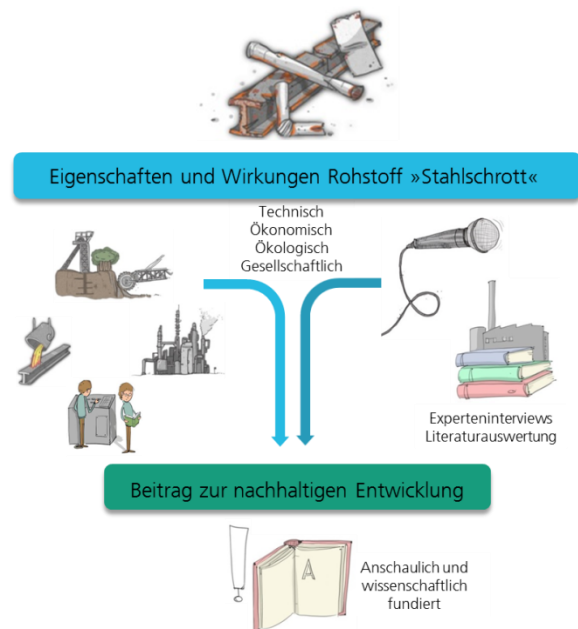 Eigenschaften und Wirkungen Rohstoff »Stahlschrott«
Technisch
Ökonomisch
Ökologisch
Gesellschaftlich
Experteninterviews
Literaturauswertung
Beitrag zur nachhaltigen Entwicklung
A
Anschaulich und
wissenschaftlich
fundiert